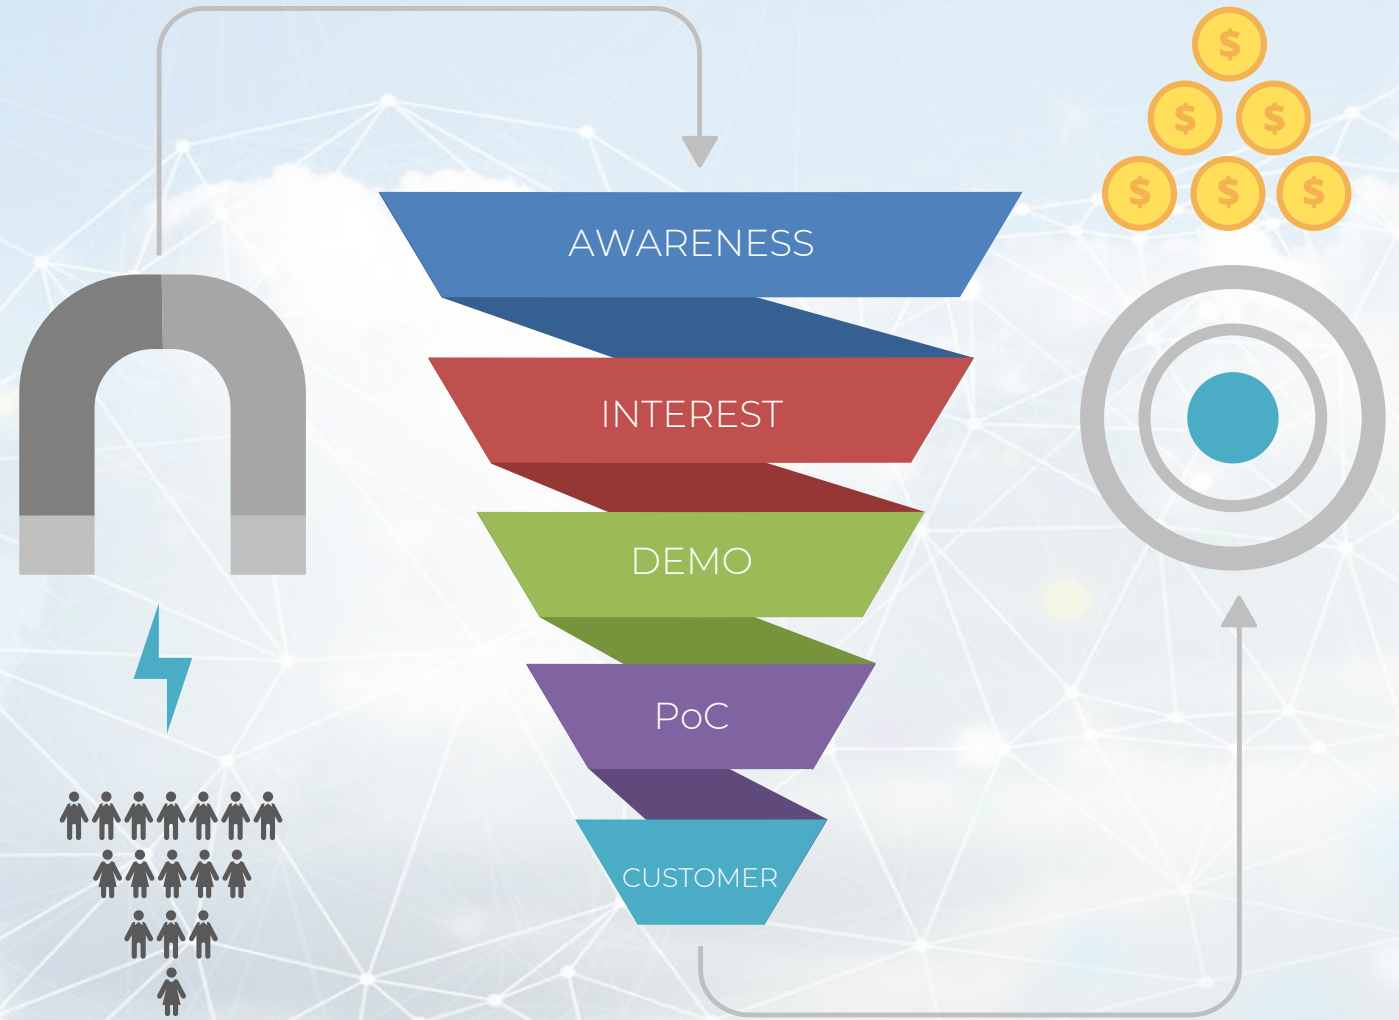 $
$ $
$ $ $
AWARENESS
INTEREST
DEMO
PoC
CUSTOMER